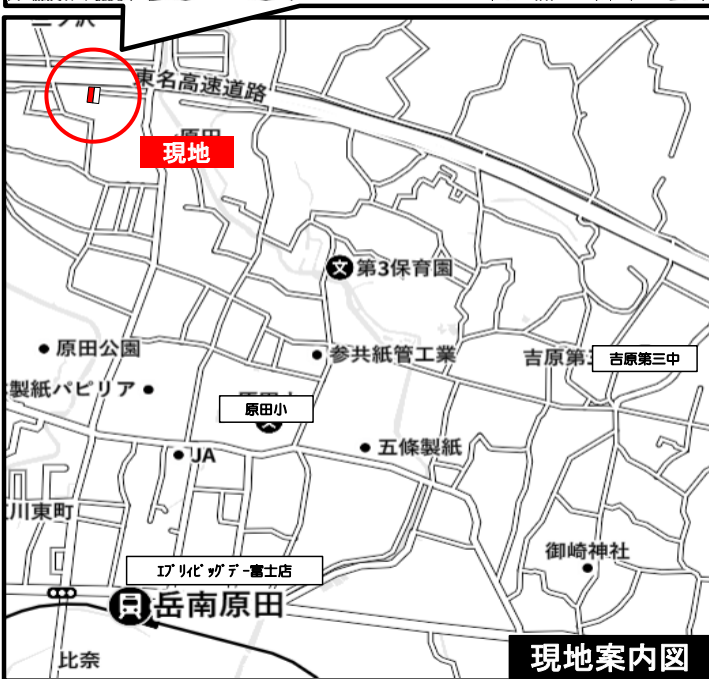 東名高速道路
原田
現地
第3保育園
原田公園
参共紙管工業
吉原第三
吉原第三中
製紙パピリア
原田小
JA
五條製紙
川東町
エブリィビッグデー富士店
御崎神社
岳南原田
比奈
現地案内図